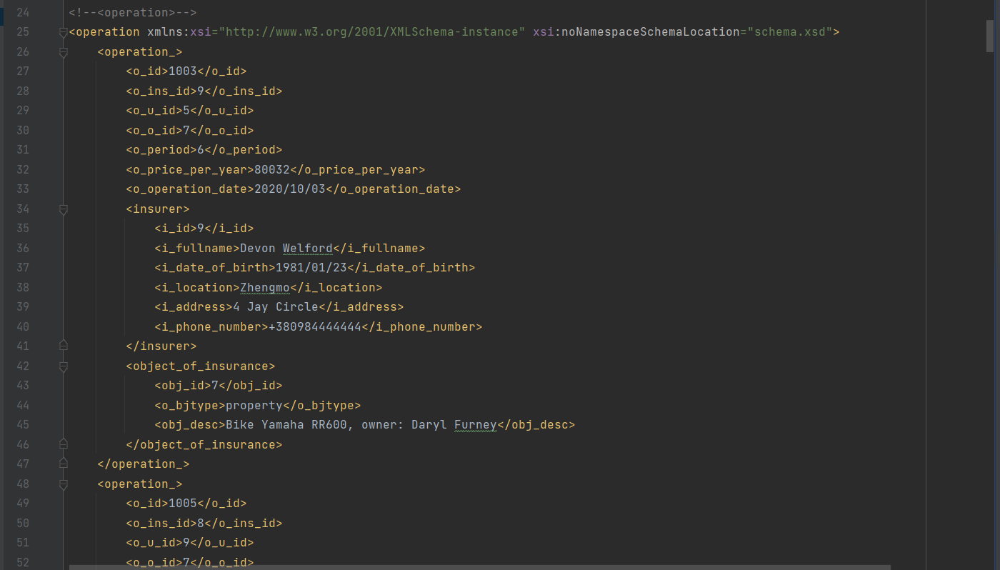 24 <!--<operation>-->
25 <operation xmlns:xsi="http://www.w3.org/2001/XMLSchema-instance" xsi:noNamespaceSchemaLocation="schema.xsd">
26 <operation_>
27 <o_id>1003</o_id>
28 <o_ins_id>9</o_ins_id>
29 <o_u_id>5</o_u_id>
30 <o_o_id>7</o_o_id>
31 <o_period>6</o_period>
32 <o_price_per_year>80032</o_price_per_year>
33 <o_operation_date>2020/10/03</o_operation_date>
34 <insurer>
35 <i_id>9</i_id>
36 <i_fullname>Devon Welford</i_fullname>
37 <i_date_of_birth>1981/01/23</i_date_of_birth>
38 <i_location>Zhengmo</i_location>
39 <i_address>4 Jay Circle</i_address>
40 <i_phone_number>+380984444444</i_phone_number>
41 </insurer>
42 <object_of_insurance>
43 <obj_id>7</obj_id>
44 <o_bjtype>property</o_bjtype>
45 <obj_desc>Bike Yamaha RR600, owner: Daryl Furney</obj_desc>
46 </object_of_insurance>
47 </operation_>
48 <operation_>
49 <o_id>1005</o_id>
50 <o_ins_id>8</o_ins_id>
51 <o_u_id>9</o_u_id>
52 <o_o_id>7</o_o_id>